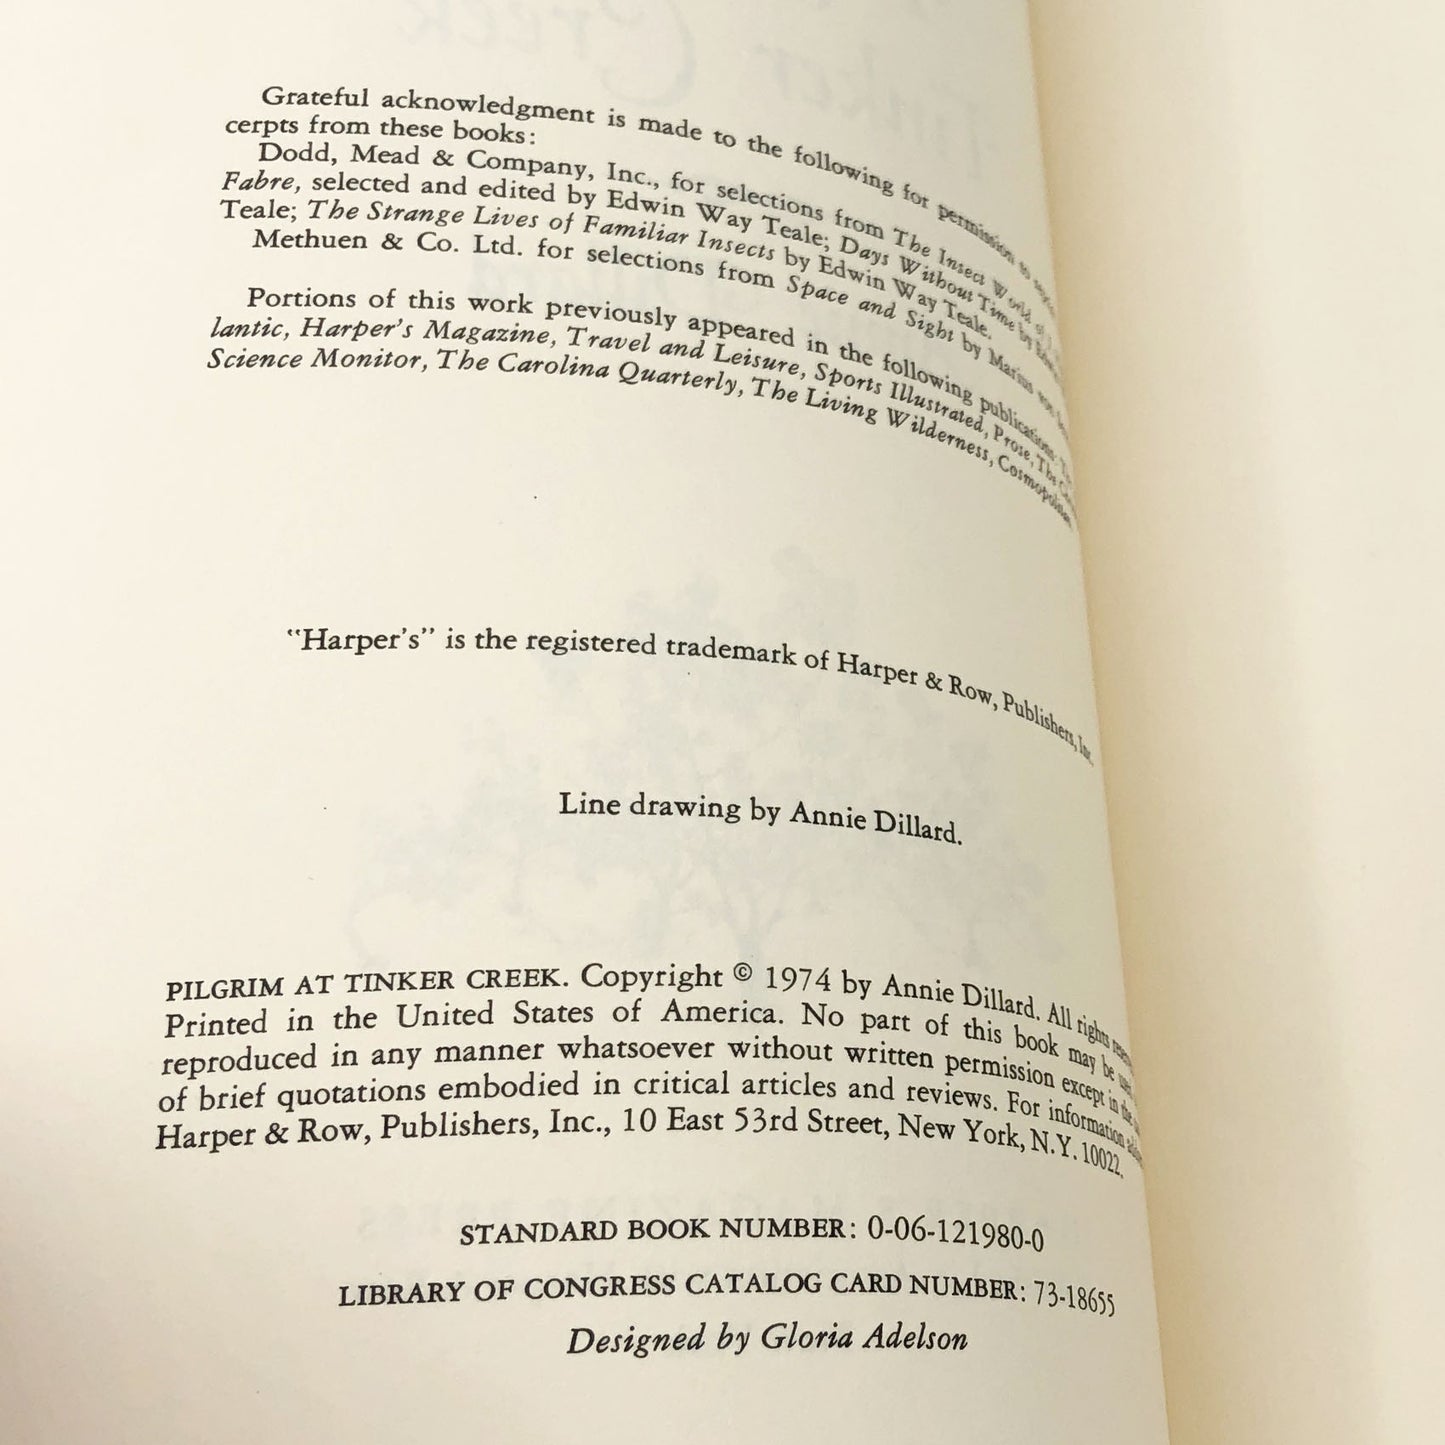 Grateful acknowledgment is made to the following for permission to
cerpts from these books:
Dodd, Mead & Company, Inc., for selections from The Insect World of
Fabre, selected and edited by Edwin Way Teale; Days Without Time by
Teale; The Strange Lives of Familiar Insects by Edwin Way Teale.
Methuen & Co. Ltd. for selections from Space and Sight by Marius von
Portions of this work previously appeared in the following publications:
lantic, Harper's Magazine, Travel and Leisure, Sports Illustrated, Prose, The
Science Monitor, The Carolina Quarterly, The Living Wilderness, Cosmopolitan
"Harper's" is the registered trademark of Harper & Row, Publishers, Inc.
Line drawing by Annie Dillard.
PILGRIM AT TINKER CREEK. Copyright © 1974 by Annie Dillard. All rights
Printed in the United States of America. No part of this book may be used
reproduced in any manner whatsoever without written permission except in the
of brief quotations embodied in critical articles and reviews. For information
Harper & Row, Publishers, Inc., 10 East 53rd Street, New York, N.Y. 10022.
STANDARD BOOK NUMBER: 0-06-121980-0
LIBRARY OF CONGRESS CATALOG CARD NUMBER: 73-18655
Designed by Gloria Adelson